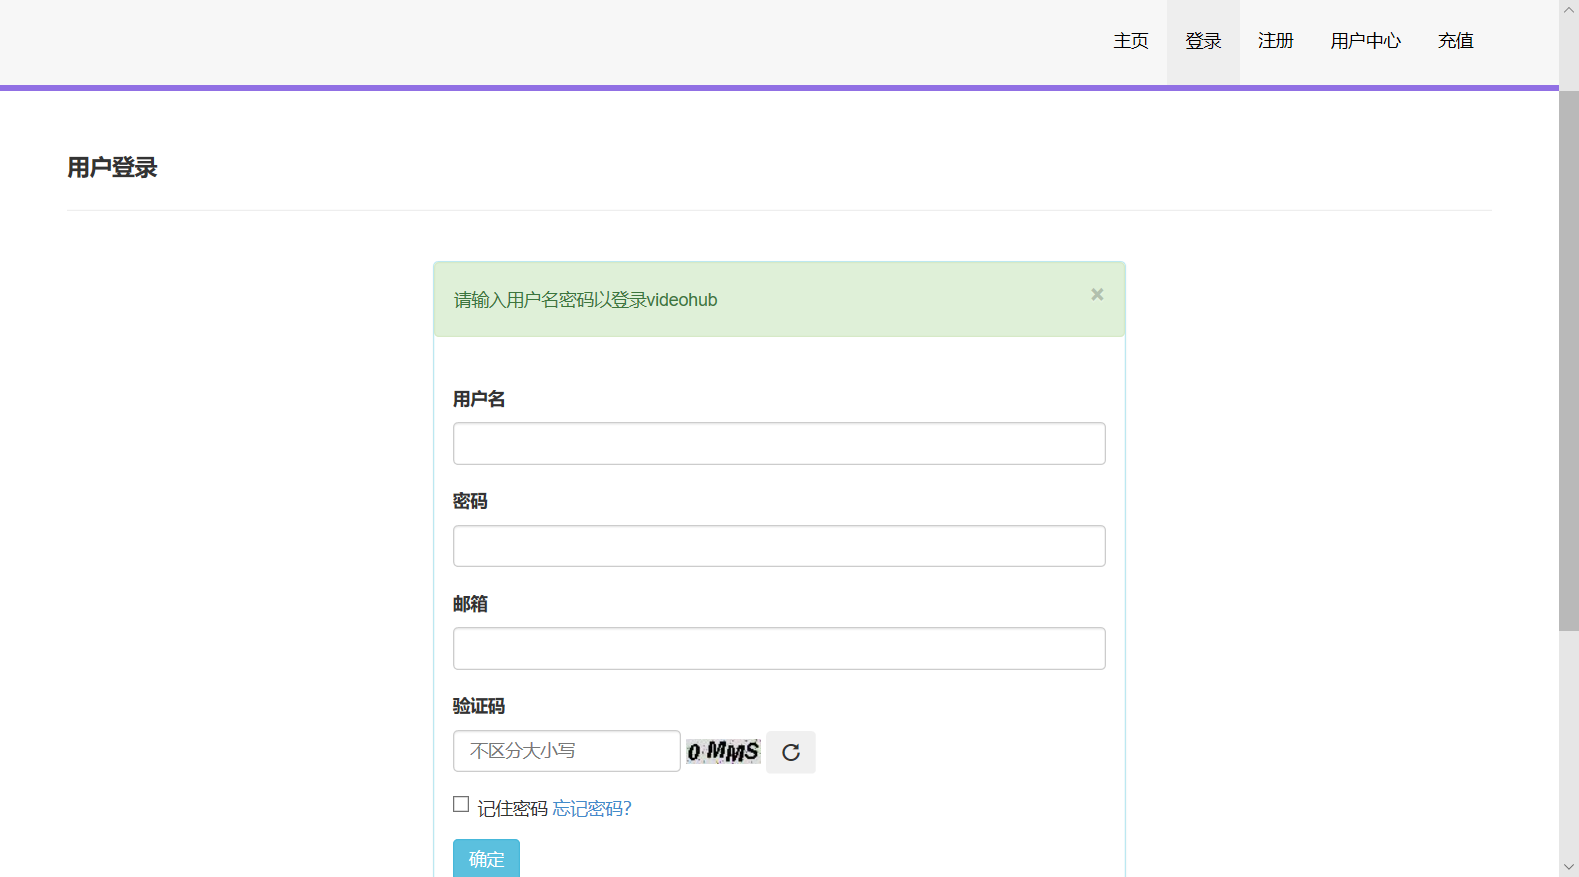 主页 登录 注册 用户中心 充值
用户登录
请输入用户名密码以登录videohub ×
用户名
密码
邮箱
验证码
不区分大小写 0 MMS
记住密码 忘记密码?
确定